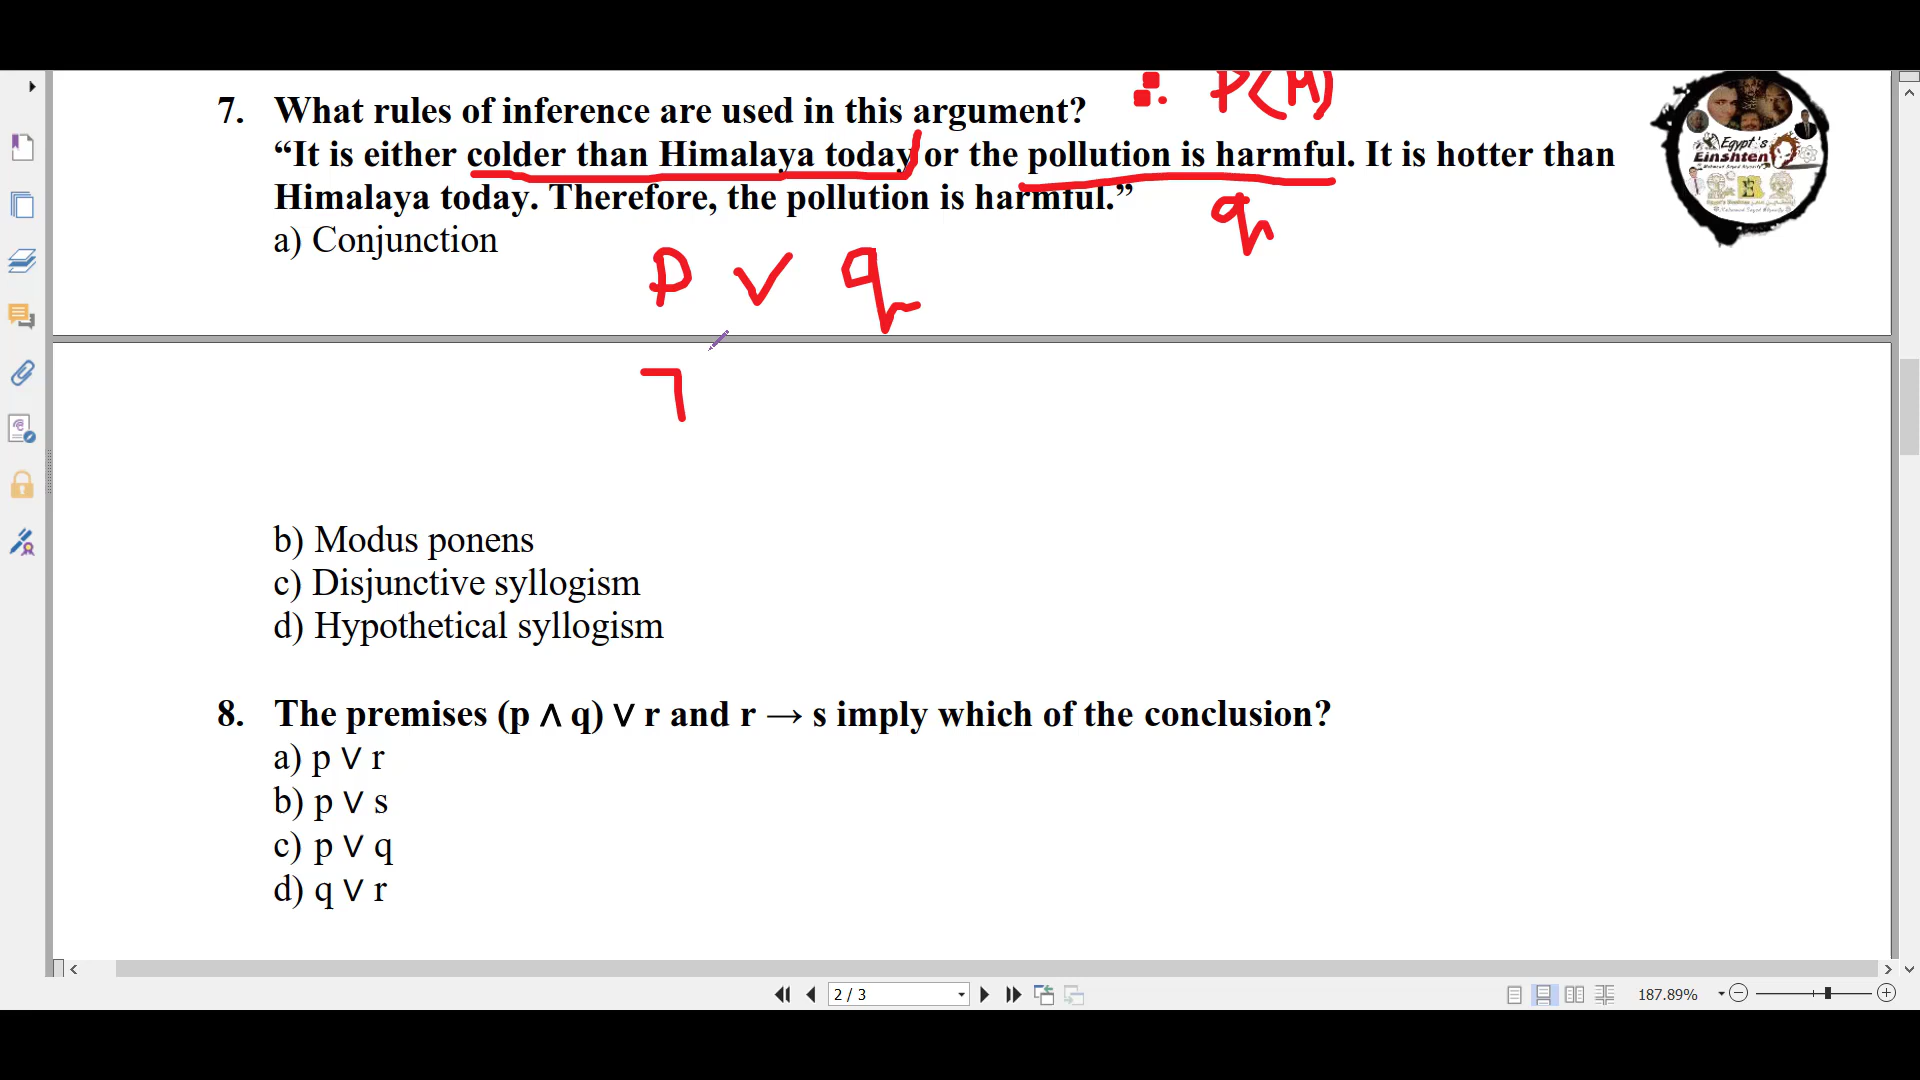 ∴ P(M)
7. What rules of inference are used in this argument?
“It is either colder than Himalaya today or the pollution is harmful. It is hotter than
Himalaya today. Therefore, the pollution is harmful.”
q
a) Conjunction
P ∨ q
¬
b) Modus ponens
c) Disjunctive syllogism
d) Hypothetical syllogism
8. The premises (p ∧ q) ∨ r and r → s imply which of the conclusion?
a) p ∨ r
b) p ∨ s
c) p ∨ q
d) q ∨ r
Egypt's
Einshten
2 / 3
187.89%